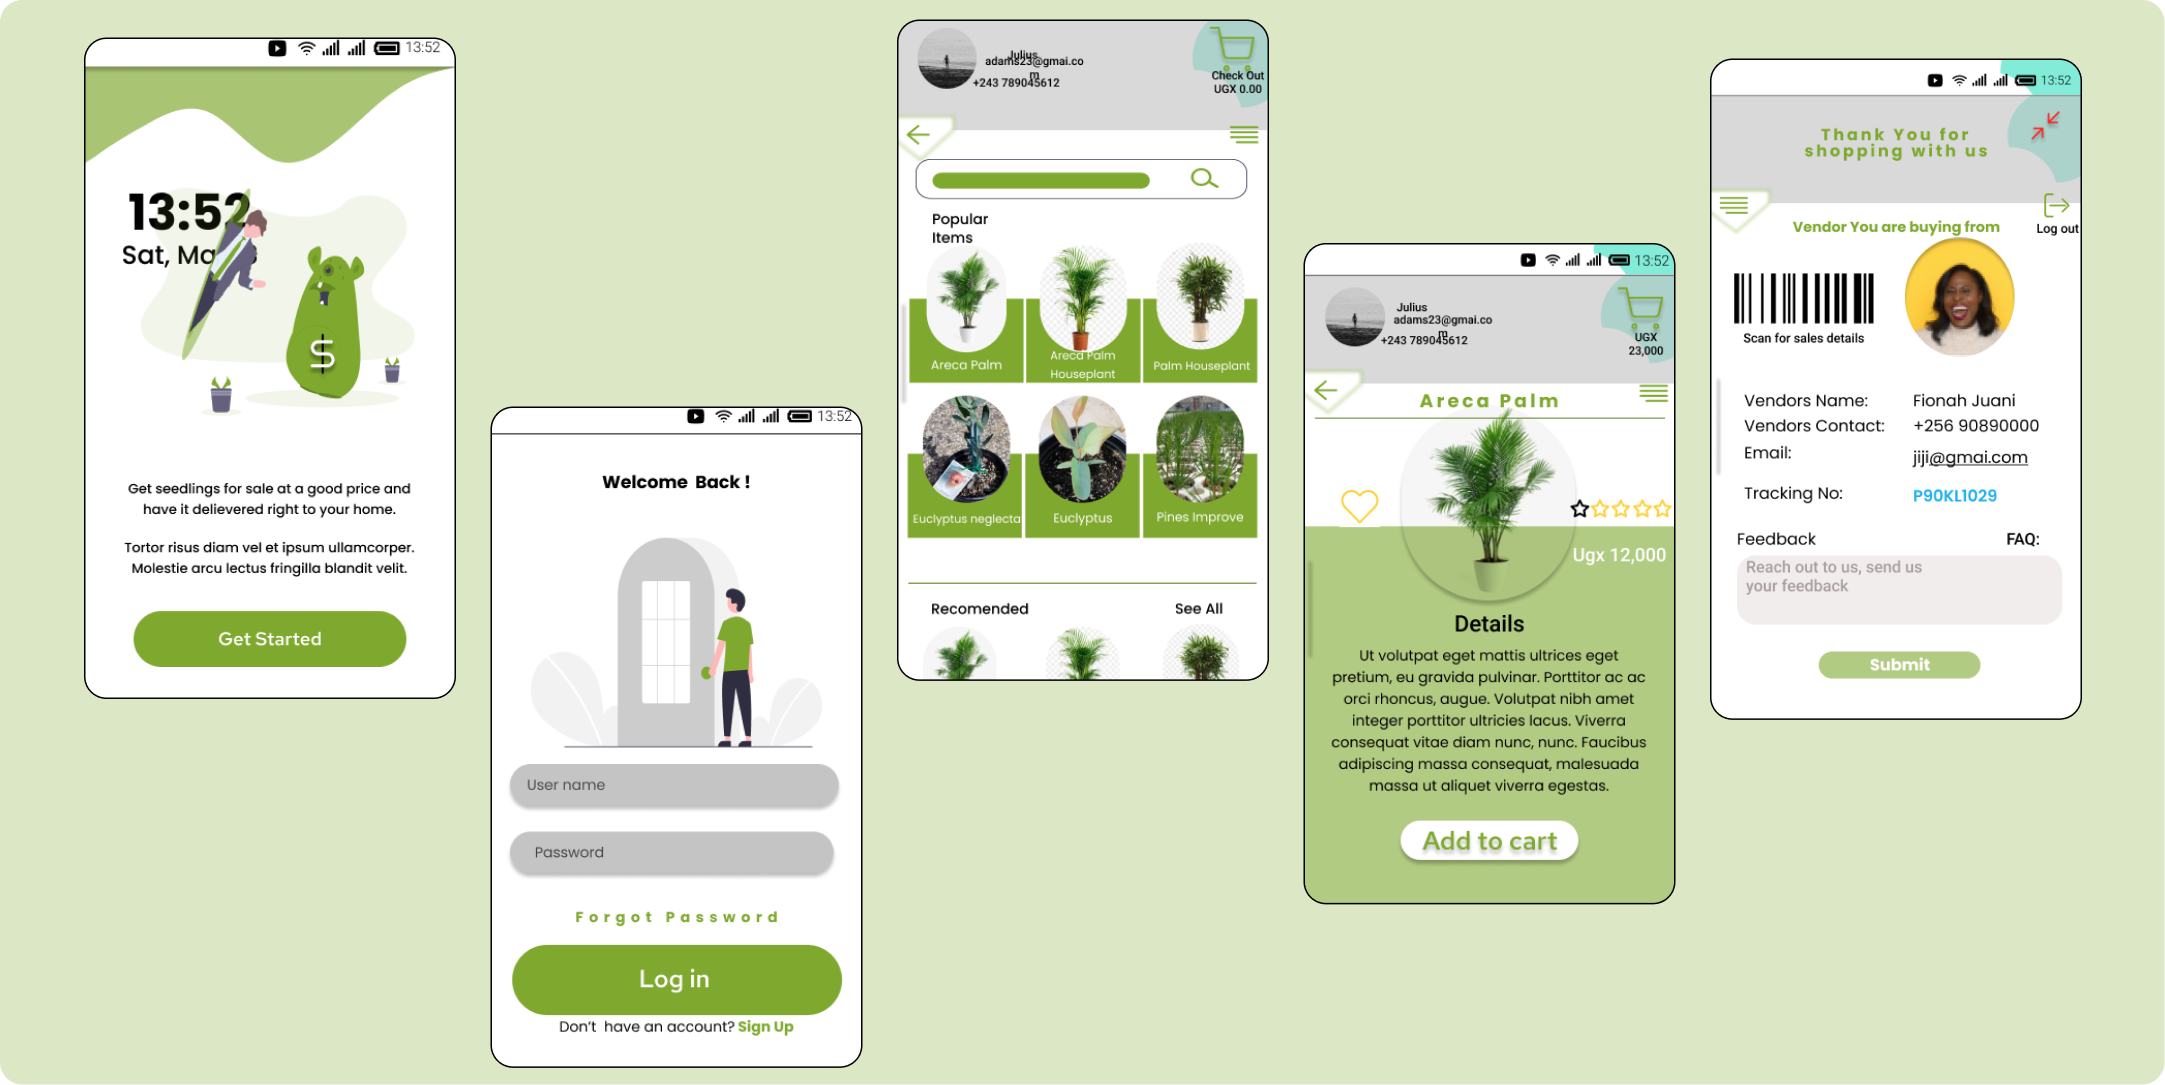 13:52
13:52
Sat, Ma
$
Get seedlings for sale at a good price and
have it delievered right to your home.
Tortor risus diam vel et ipsum ullamcorper.
Molestie arcu lectus fringilla blandit velit.
Get Started
13:52
Welcome Back !
User name
Password
Forgot Password
Log in
Don't have an account? Sign Up
Julius
adams23@gmai.co
m
+243 789045612
Check Out
UGX 0.00
Popular
Items
Areca Palm
Areca Palm
Houseplant
Palm Houseplant
Euclyptus neglecta
Euclyptus
Pines Improve
Recomended
See All
13:52
Julius
adams23@gmai.co
m
+243 789045612
UGX
23,000
Areca Palm
Ugx 12,000
Details
Ut volutpat eget mattis ultrices eget
pretium, eu gravida pulvinar. Porttitor ac ac
orci rhoncus, augue. Volutpat nibh amet
integer porttitor ultricies lacus. Viverra
consequat vitae diam nunc, nunc. Faucibus
adipiscing massa consequat, malesuada
massa ut aliquet viverra egestas.
Add to cart
13:52
Thank You for
shopping with us
Log out
Vendor You are buying from
Scan for sales details
Vendors Name: Fionah Juani
Vendors Contact: +256 90890000
Email: jiji@gmai.com
Tracking No: P90KL1029
Feedback
FAQ:
Reach out to us, send us
your feedback
Submit